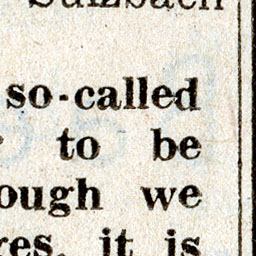 Sulzbach
so-called
to be
ough we
res, it is